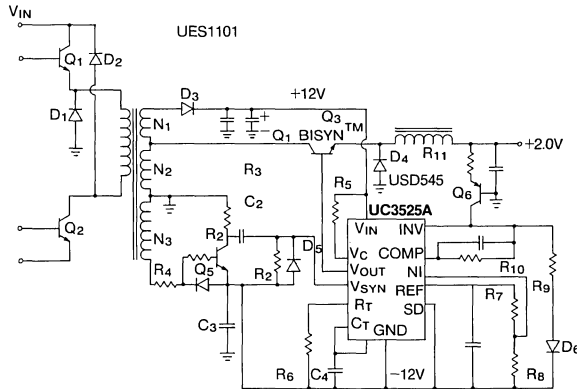 VIN
UES1101
Q1
D2
D1
D3
+12V
Q3
Q1 BISYN TM
N1
R11
+2.0V
D4
N2
R3
USD545
Q6
R5
C2
UC3525A
N3
R2
D5
VIN INV
R4
Q5
R2
VC COMP
R10
VOUT NI
R9
VSYN REF
R7
RT SD
C3
CT GND
D6
R6
C4
−12V
R8
Q2